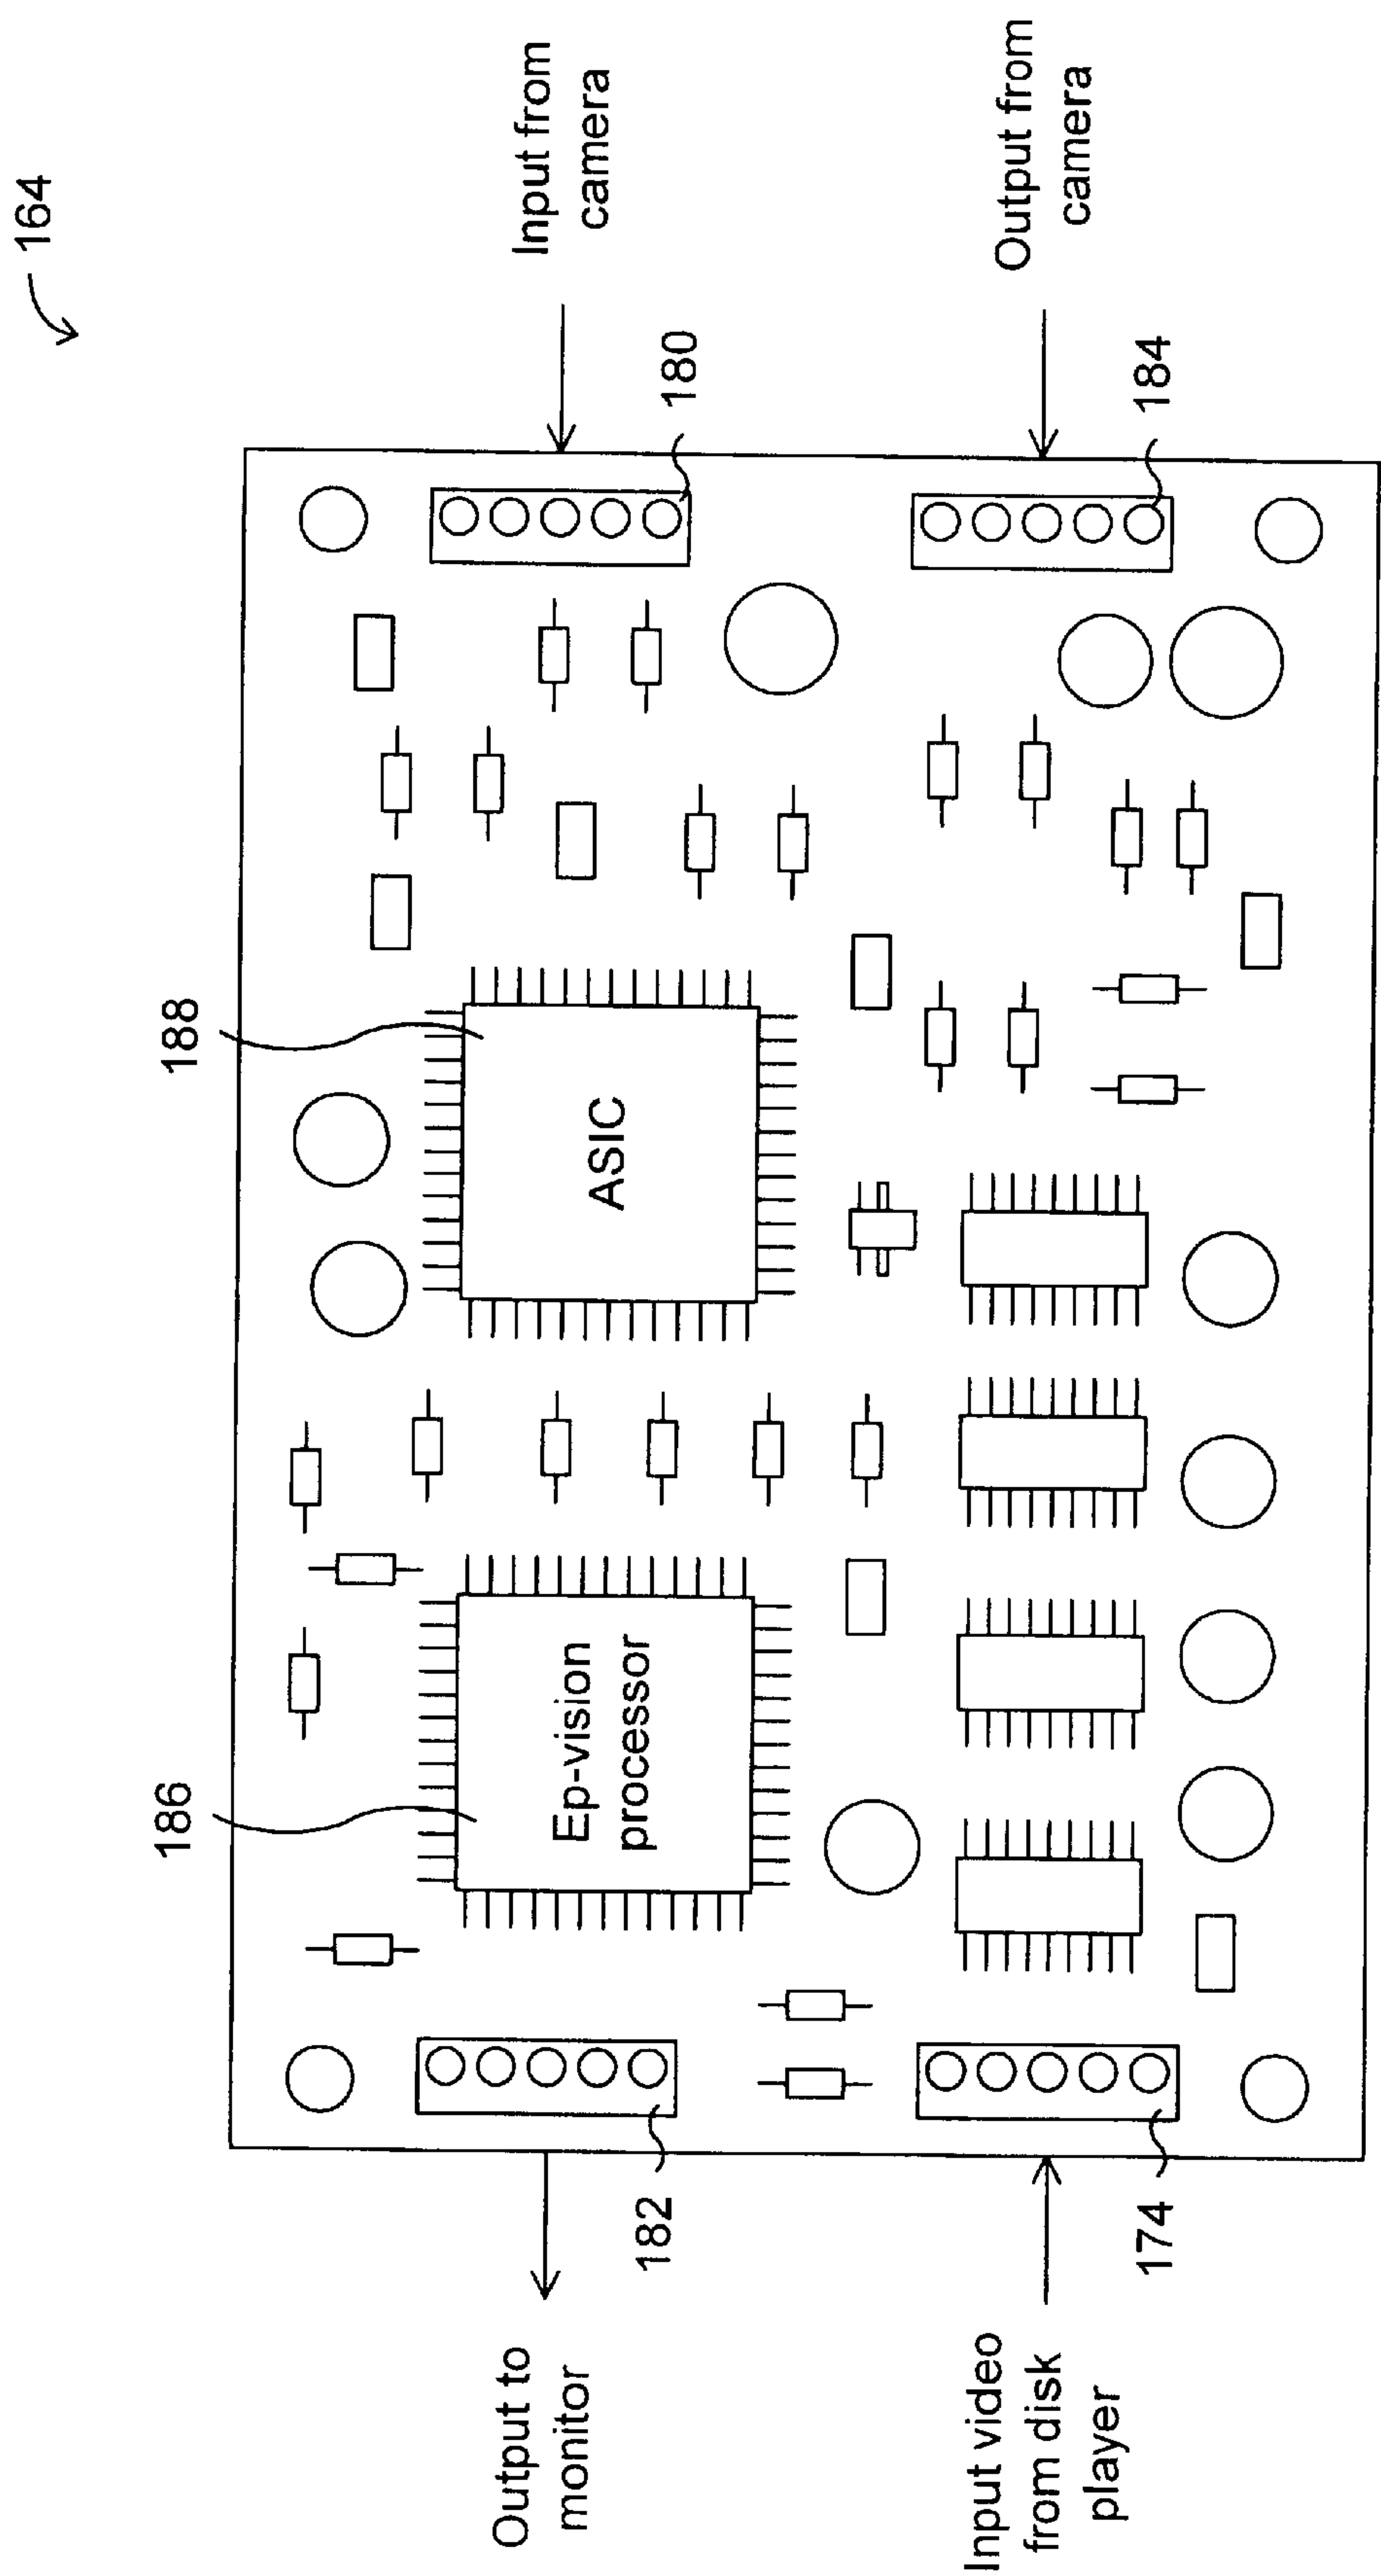 164
186
188
Output to
monitor
182
Ep-vision
processor
ASIC
180
Input from
camera
Input video
from disk
player
174
184
Output from
camera